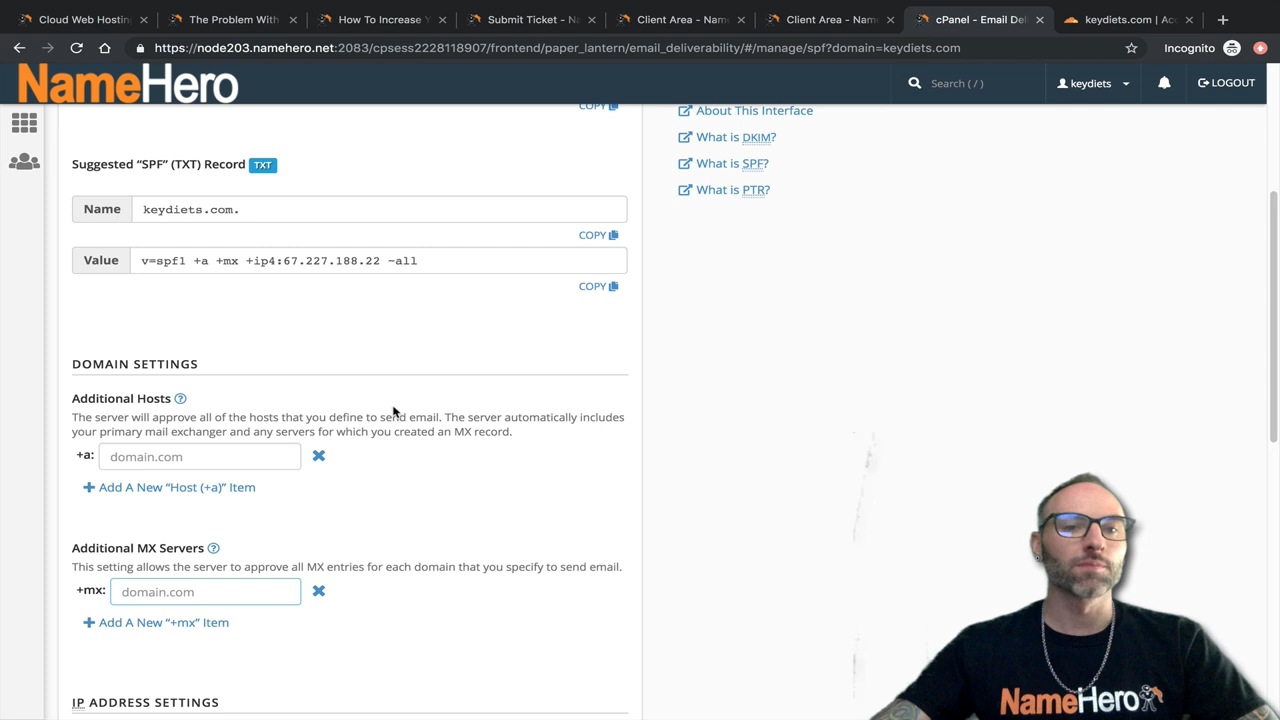 Cloud Web Hosting
The Problem With
How To Increase Y
Submit Ticket - Na
Client Area - Name
Client Area - Name
cPanel - Email Deli
keydiets.com | Acc
https://node203.namehero.net:2083/cpsess2228118907/frontend/paper_lantern/email_deliverability/#/manage/spf?domain=keydiets.com
Incognito
NameHero
Search ( / )
keydiets
LOGOUT
COPY
About This Interface
What is DKIM?
What is SPF?
What is PTR?
Suggested “SPF” (TXT) Record TXT
Name keydiets.com.
COPY
Value v=spf1 +a +mx +ip4:67.227.188.22 ~all
COPY
DOMAIN SETTINGS
Additional Hosts
The server will approve all of the hosts that you define to send email. The server automatically includes
your primary mail exchanger and any servers for which you created an MX record.
+a: domain.com
Add A New “Host (+a)” Item
Additional MX Servers
This setting allows the server to approve all MX entries for each domain that you specify to send email.
+mx: domain.com
Add A New “+mx” Item
IP ADDRESS SETTINGS
NameHero